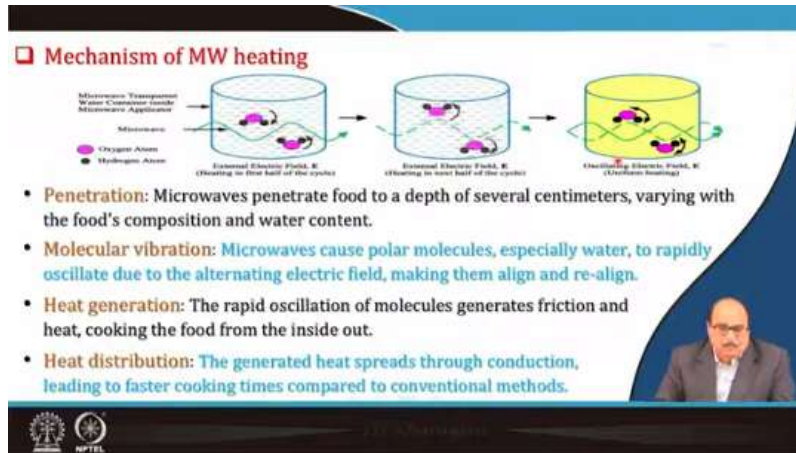 Mechanism of MW heating
Microwave Transparent
Water Container inside
Microwave Applicator
Microwave
Oxygen Atom
Hydrogen Atom
External Electric Field, E
(Heating in first half of the cycle)
External Electric Field, E
(Heating in next half of the cycle)
Oscillating Electric Field, E
(Uniform heating)
• Penetration: Microwaves penetrate food to a depth of several centimeters, varying with
the food's composition and water content.
• Molecular vibration: Microwaves cause polar molecules, especially water, to rapidly
oscillate due to the alternating electric field, making them align and re-align.
• Heat generation: The rapid oscillation of molecules generates friction and
heat, cooking the food from the inside out.
• Heat distribution: The generated heat spreads through conduction,
leading to faster cooking times compared to conventional methods.
NPTEL